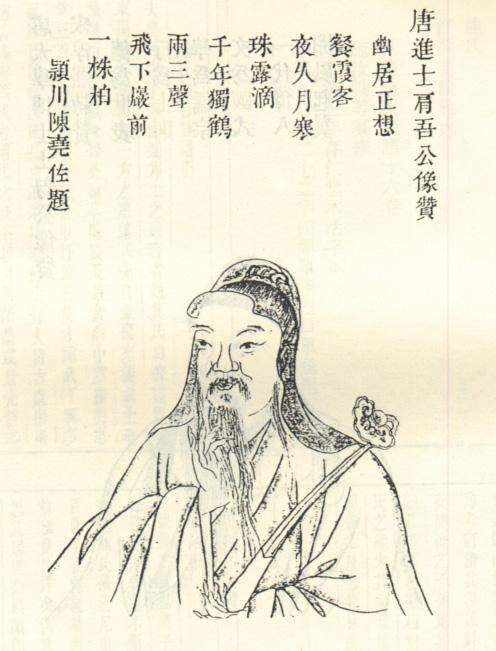 唐進士肩吾公像贊
幽居正想
餐霞客
夜久月寒
珠露滴
千年獨鶴
兩三聲
飛下巖前
一株柏
潁川陳堯佐題